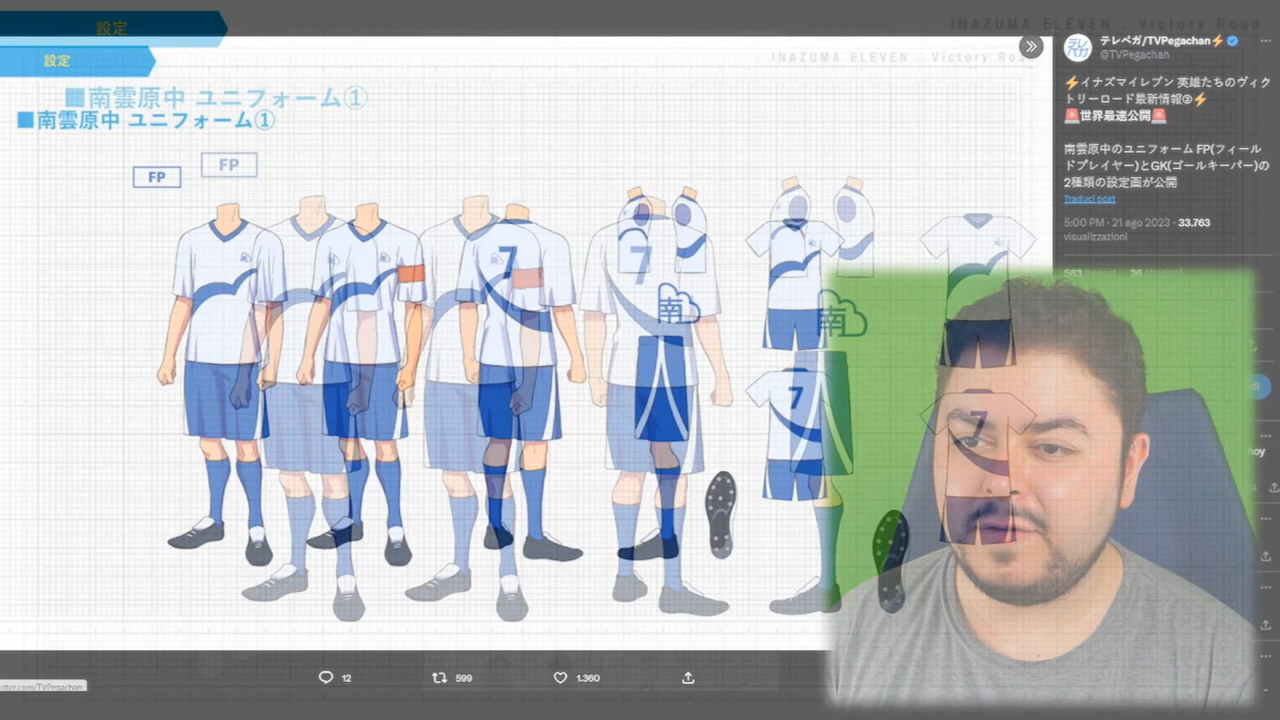 設定
INAZUMA ELEVEN : Victory Road
設定
INAZUMA ELEVEN : Victory Roa
■南雲原中 ユニフォーム①
■南雲原中 ユニフォーム①
FP
FP
7
7
南
南
7
7
テレペガ/TVPegachan⚡
@TVPegachan
⚡イナズマイレブン 英雄たちのヴィク
トリーロード最新情報②⚡
🚨世界最速公開🚨
南雲原中のユニフォーム FP(フィール
ドプレイヤー)とGK(ゴールキーパー)の
2種類の設定画が公開
Traduci post
5:00 PM · 21 ago 2023 · 33.763
visualizzazioni
12
599
1.360